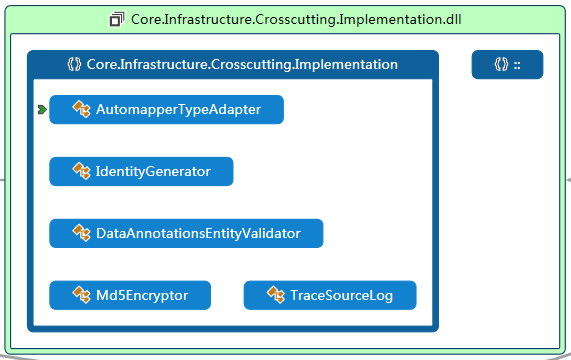 Core.Infrastructure.Crosscutting.Implementation.dll
{} Core.Infrastructure.Crosscutting.Implementation
{} ::
AutomapperTypeAdapter
IdentityGenerator
DataAnnotationsEntityValidator
Md5Encryptor
TraceSourceLog